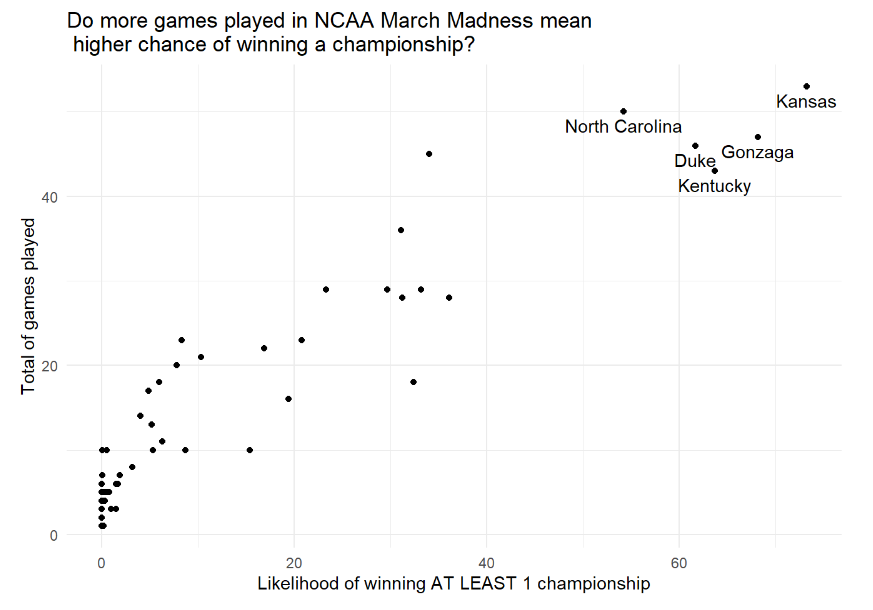 Do more games played in NCAA March Madness mean
higher chance of winning a championship?
Kansas
North Carolina
Gonzaga
Duke
Kentucky
40
20
0
Total of games played
0 20 40 60
Likelihood of winning AT LEAST 1 championship